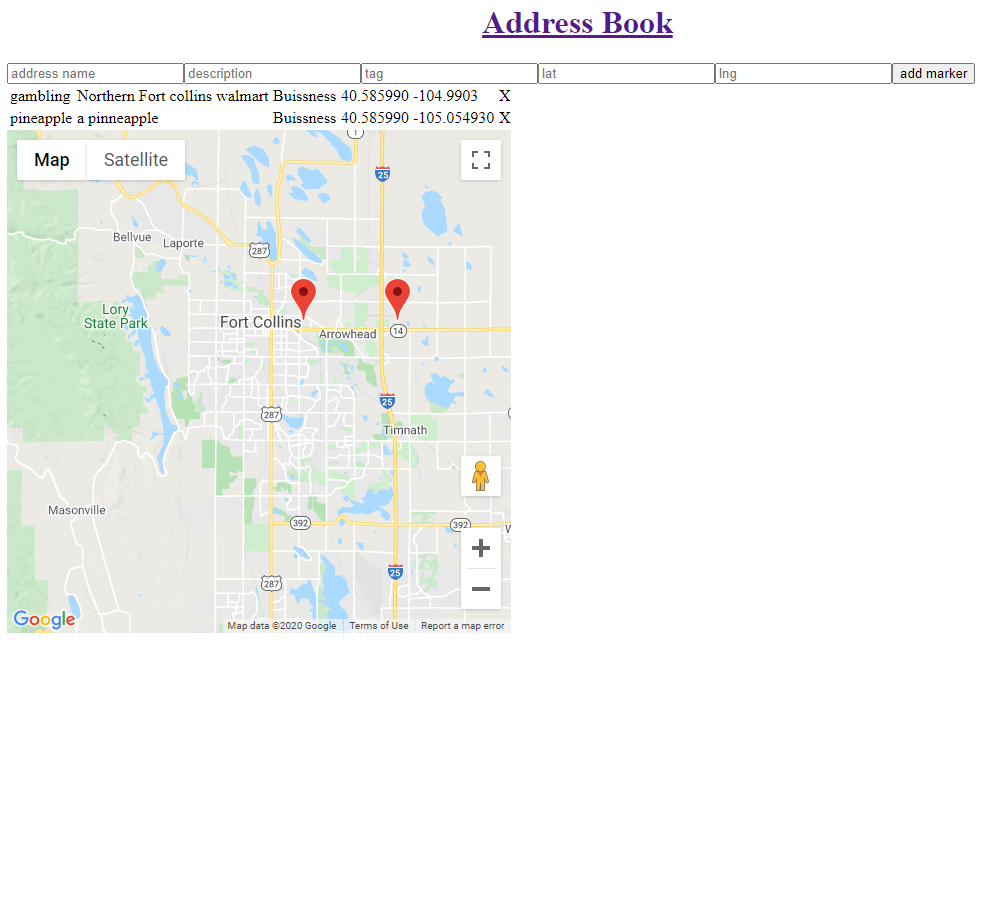 Address Book
address name description tag lat lng add marker
gambling Northern Fort collins walmart Buissness 40.585990 -104.9903 X
pineapple a pinneapple Buissness 40.585990 -105.054930 X
Map Satellite
1
25
Bellvue
Laporte
287
Lory
State Park
Fort Collins
Arrowhead
14
25
287
Timnath
Masonville
392
392
W
25
287
Google
Map data ©2020 Google Terms of Use Report a map error